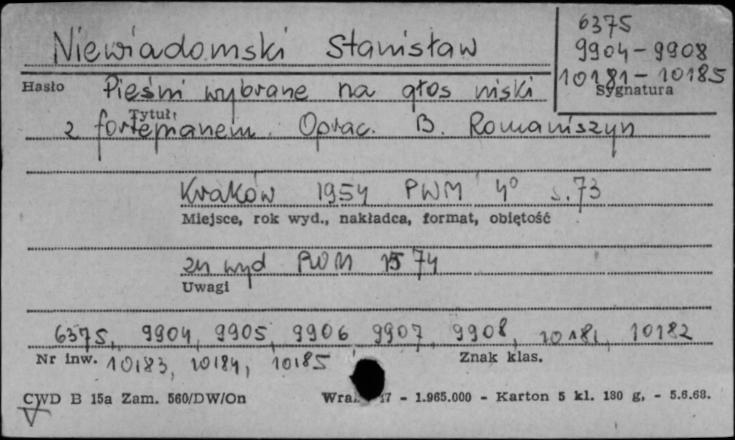 Niewiadomski Stanisław
6375
9904-9908
10181-10185
Sygnatura
Hasło
Pieśni wybrane na głos niski
Tytuł:
z fortepianem. Oprac. B. Romaniszyn
Kraków 1954 PWM 4° s.73
Miejsce, rok wyd., nakładca, format, objętość
zn wyd PWM 1574
Uwagi
6375, 9904, 9905, 9906 9907, 9908, 10181, 10182
Nr inw. 10183, 10184, 10185
Znak klas.
CWD B 15a Zam. 560/DW/On
17 - 1.965.000 - Karton 5 kl. 180 g. - 5.6.68.